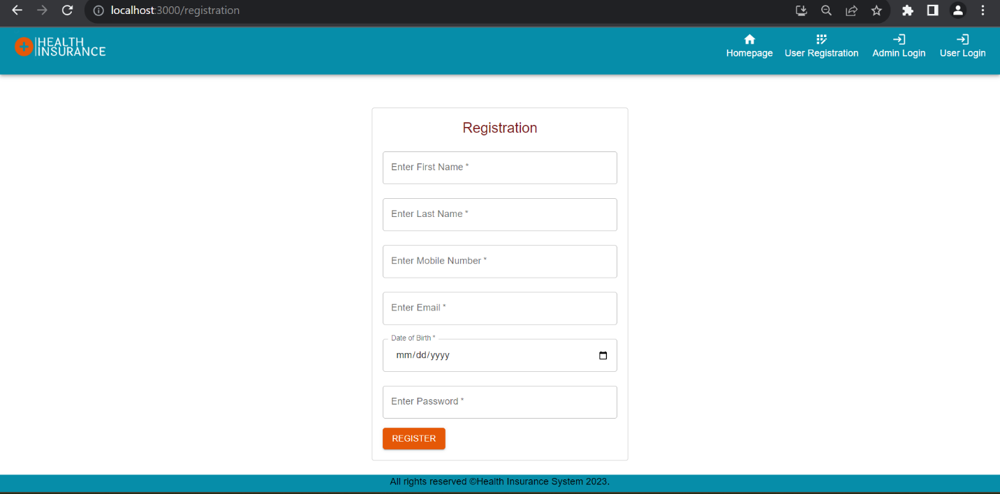 localhost:3000/registration
HEALTH
INSURANCE
Homepage
User Registration
Admin Login
User Login
Registration
Enter First Name *
Enter Last Name *
Enter Mobile Number *
Enter Email *
Date of Birth *
mm/dd/yyyy
Enter Password *
REGISTER
All rights reserved ©Health Insurance System 2023.